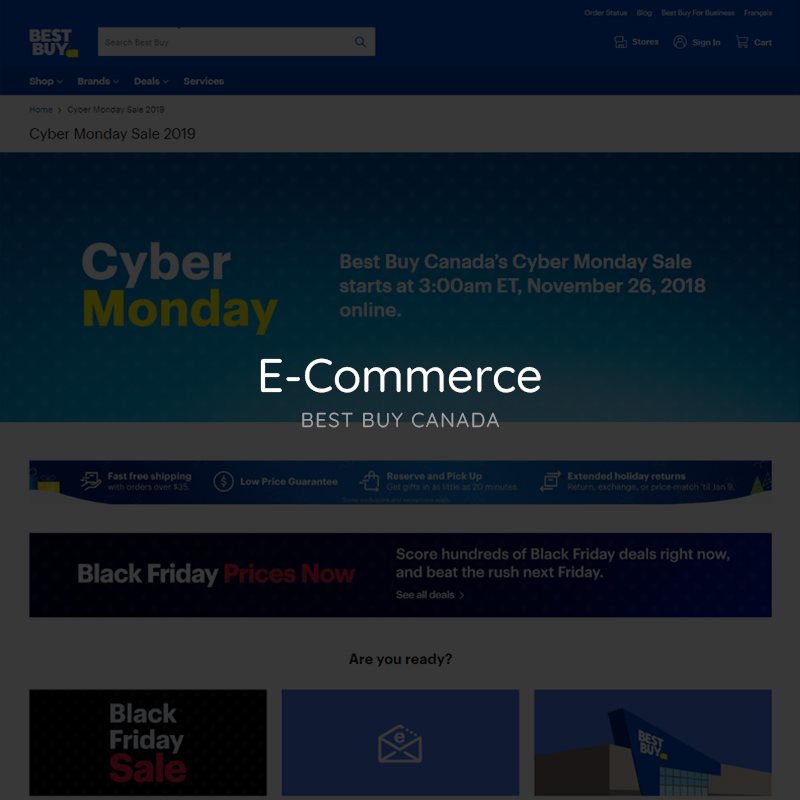 Order Status Blog Best Buy For Business Français
BEST
BUY
Search Best Buy
Stores Sign In Cart
Shop Brands Deals Services
Home › Cyber Monday Sale 2019
Cyber Monday Sale 2019
Cyber
Monday
Best Buy Canada's Cyber Monday Sale
starts at 3:00am ET, November 26, 2018
online.
E-Commerce
BEST BUY CANADA
Fast free shipping
with orders over $35.
Low Price Guarantee
Reserve and Pick Up
Get gifts in as little as 20 minutes.
Extended holiday returns
Return, exchange, or price-match 'til Jan 9.
Black Friday Prices Now
Score hundreds of Black Friday deals right now,
and beat the rush next Friday.
See all deals
Are you ready?
Black
Friday
Sale
e
BEST
BUY